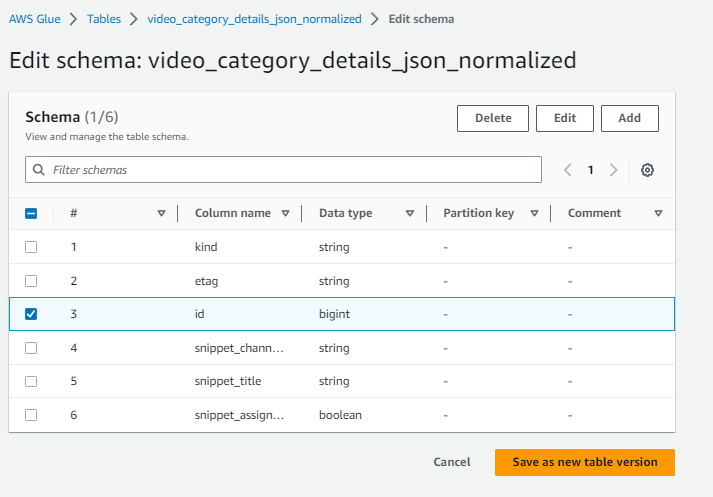 AWS Glue > Tables > video_category_details_json_normalized > Edit schema
Edit schema: video_category_details_json_normalized
Schema (1/6) Delete Edit Add
View and manage the table schema.
Filter schemas < 1 >
# Column name Data type Partition key Comment
1 kind string - -
2 etag string - -
3 id bigint - -
4 snippet_chann... string - -
5 snippet_title string - -
6 snippet_assign... boolean - -
Cancel Save as new table version